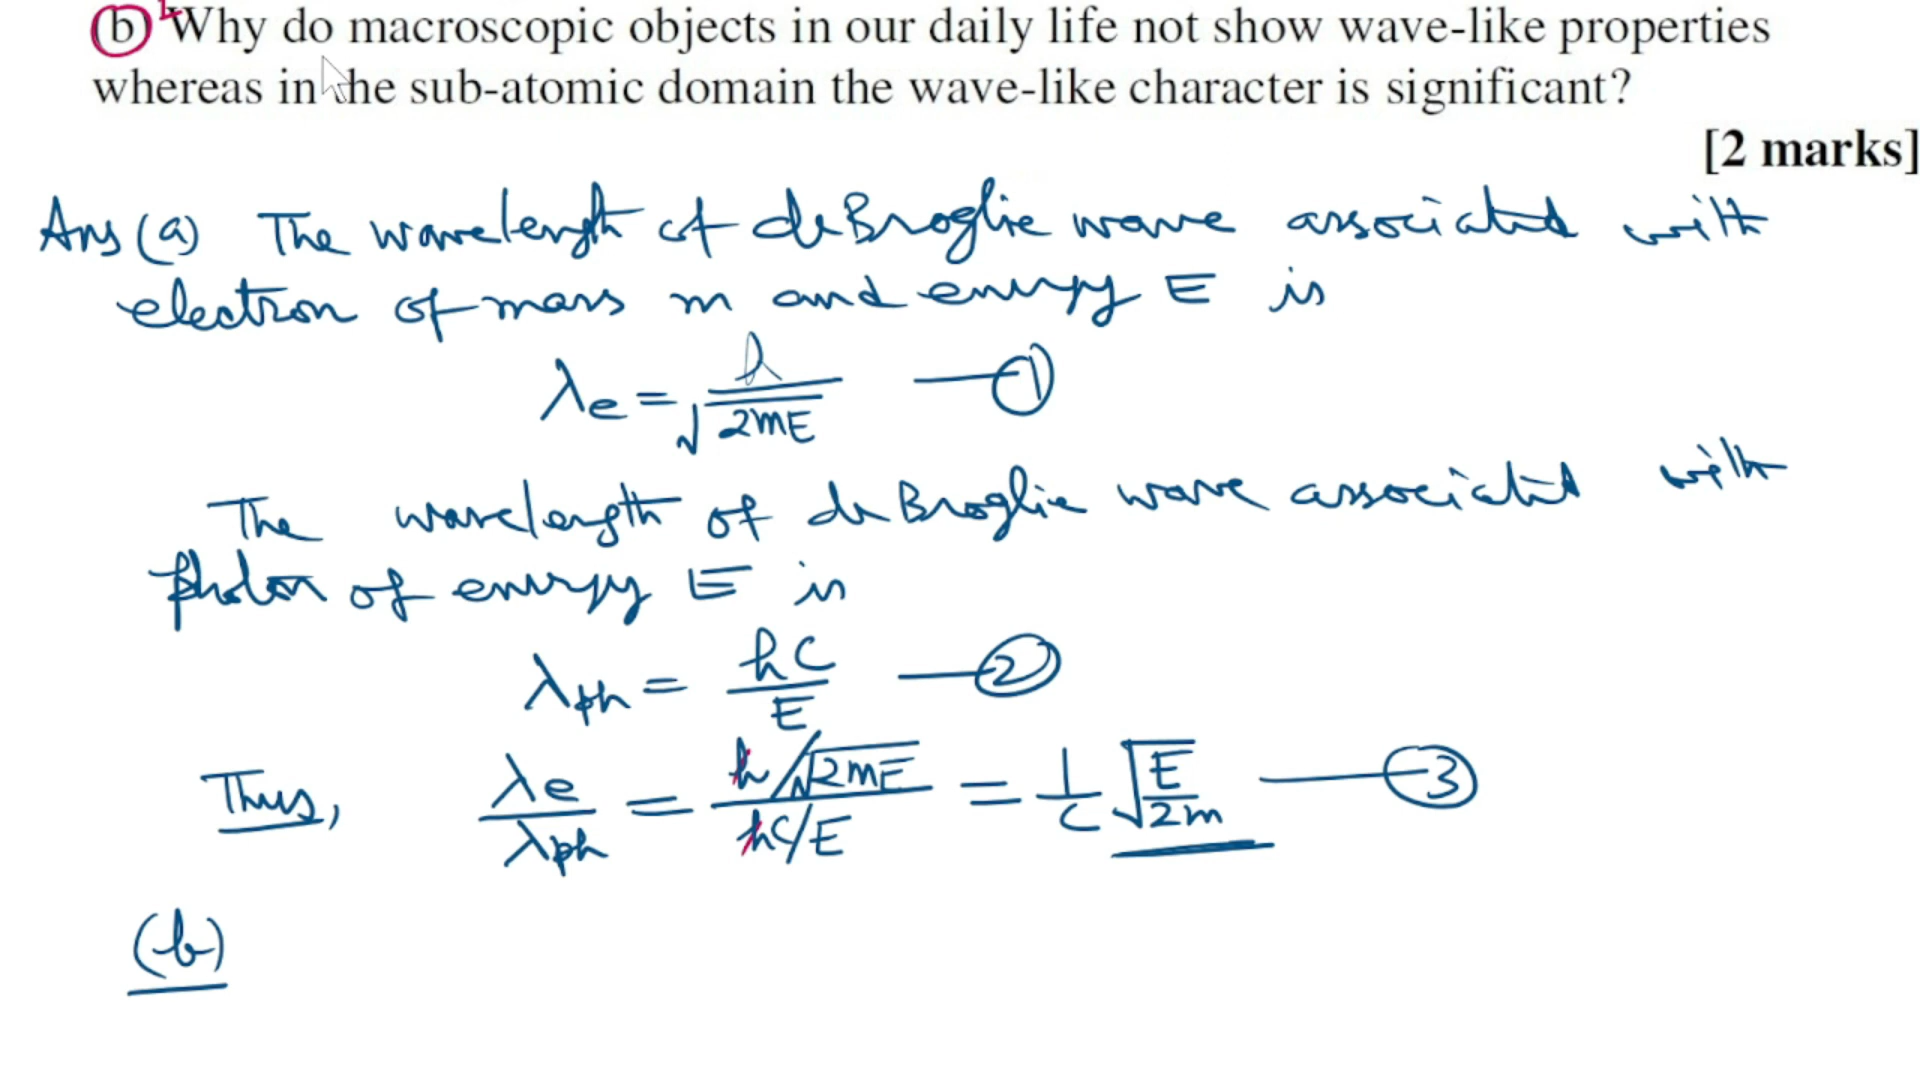 (b) Why do macroscopic objects in our daily life not show wave-like properties
whereas in the sub-atomic domain the wave-like character is significant?
[2 marks]
Ans (a) The wavelength of deBroglie wave associated with
electron of mass m and energy E is
λe = h/√2mE —①
The wavelength of de Broglie wave associated with
photon of energy E is
λph = hC/E —②
Thus, λe/λph = (h/√2mE)/(hC/E) = 1/C √E/2m —③
(b)